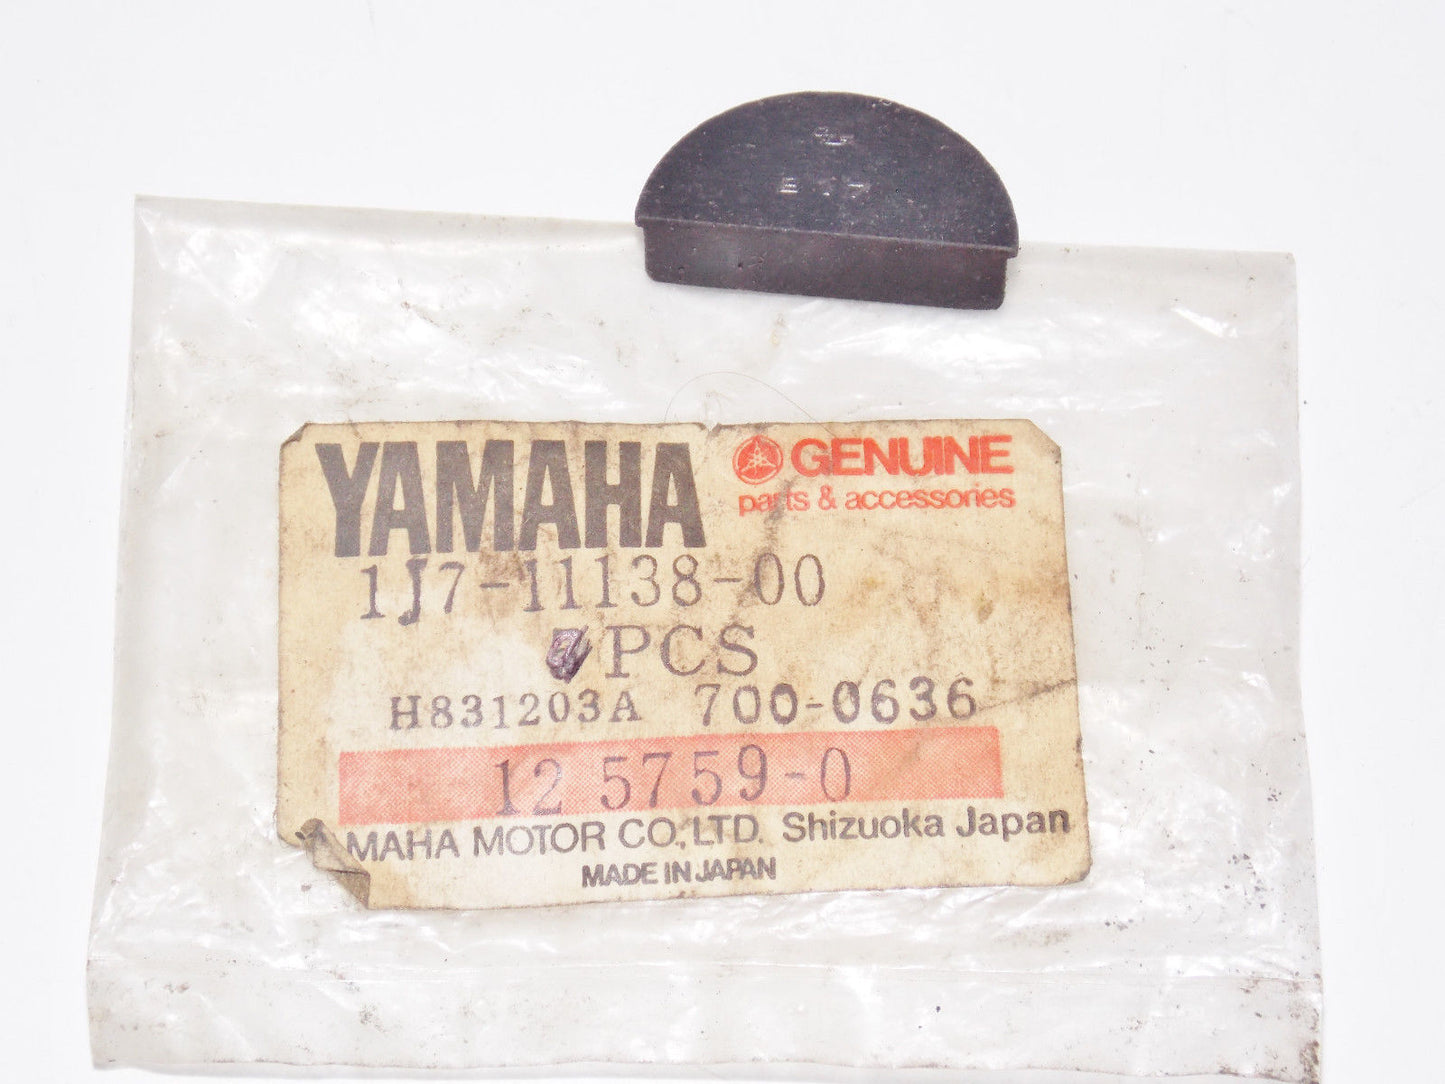 E 17
YAMAHA
GENUINE
parts & accessories
1J7-11138-00
PCS
H831203A 700-0636
12 5759-0
MAHA MOTOR CO., LTD. Shizuoka Japan
MADE IN JAPAN